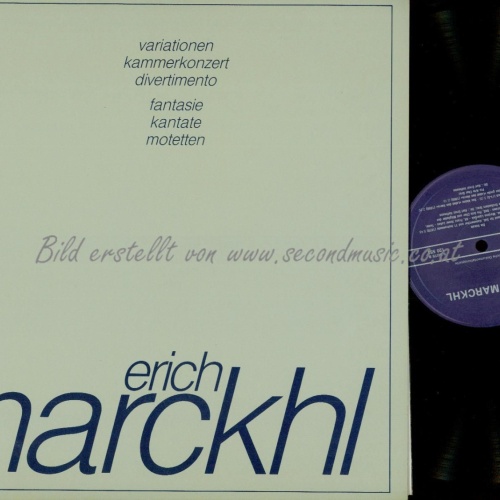 variationen
kammerkonzert
divertimento
fantasie
kantate
motetten
Bild erstellt von www.secondmusic.co.at
erich
marckhl
MARCKHL